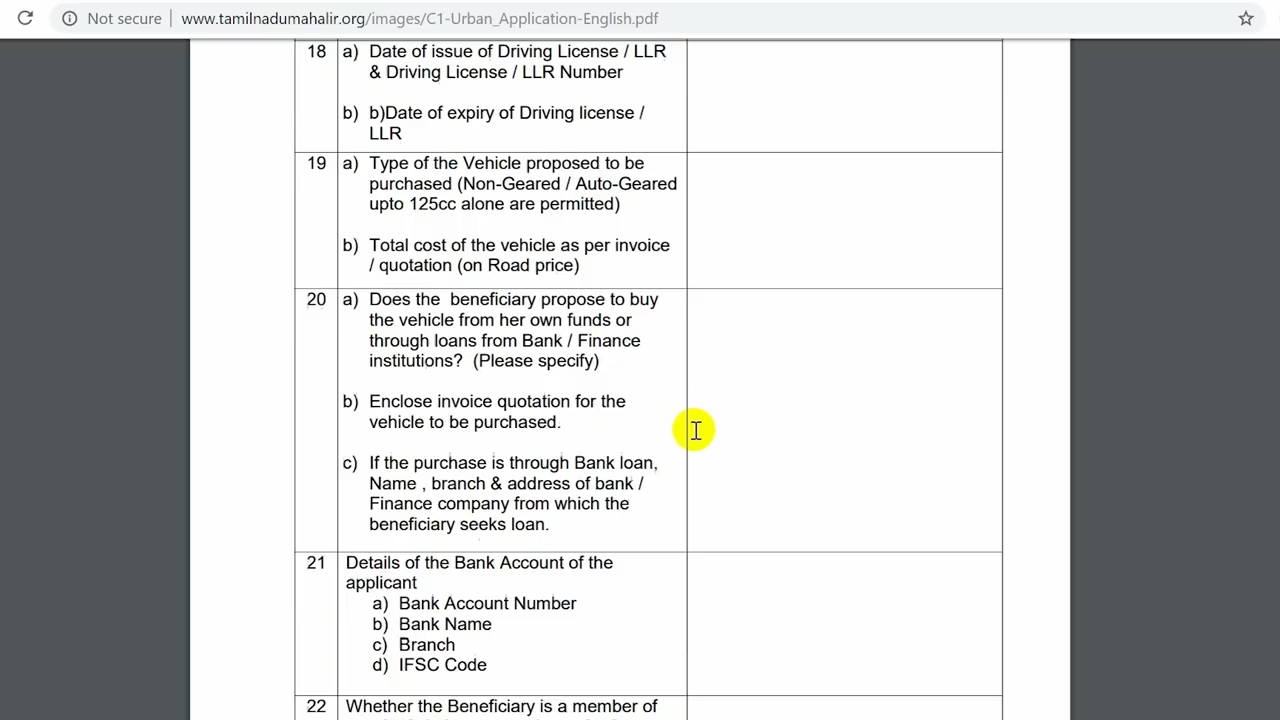 Not secure
www.tamilnadumahalir.org/images/C1-Urban_Application-English.pdf
18 a) Date of issue of Driving License / LLR
& Driving License / LLR Number
b) b)Date of expiry of Driving license /
LLR
19 a) Type of the Vehicle proposed to be
purchased (Non-Geared / Auto-Geared
upto 125cc alone are permitted)
b) Total cost of the vehicle as per invoice
/ quotation (on Road price)
20 a) Does the beneficiary propose to buy
the vehicle from her own funds or
through loans from Bank / Finance
institutions? (Please specify)
b) Enclose invoice quotation for the
vehicle to be purchased.
c) If the purchase is through Bank loan,
Name , branch & address of bank /
Finance company from which the
beneficiary seeks loan.
21 Details of the Bank Account of the
applicant
a) Bank Account Number
b) Bank Name
c) Branch
d) IFSC Code
22 Whether the Beneficiary is a member of